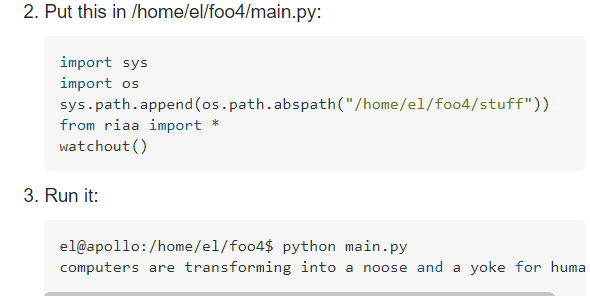 2. Put this in /home/el/foo4/main.py:
import sys
import os
sys.path.append(os.path.abspath("/home/el/foo4/stuff"))
from riaa import *
watchout()
3. Run it:
el@apollo:/home/el/foo4$ python main.py
computers are transforming into a noose and a yoke for huma